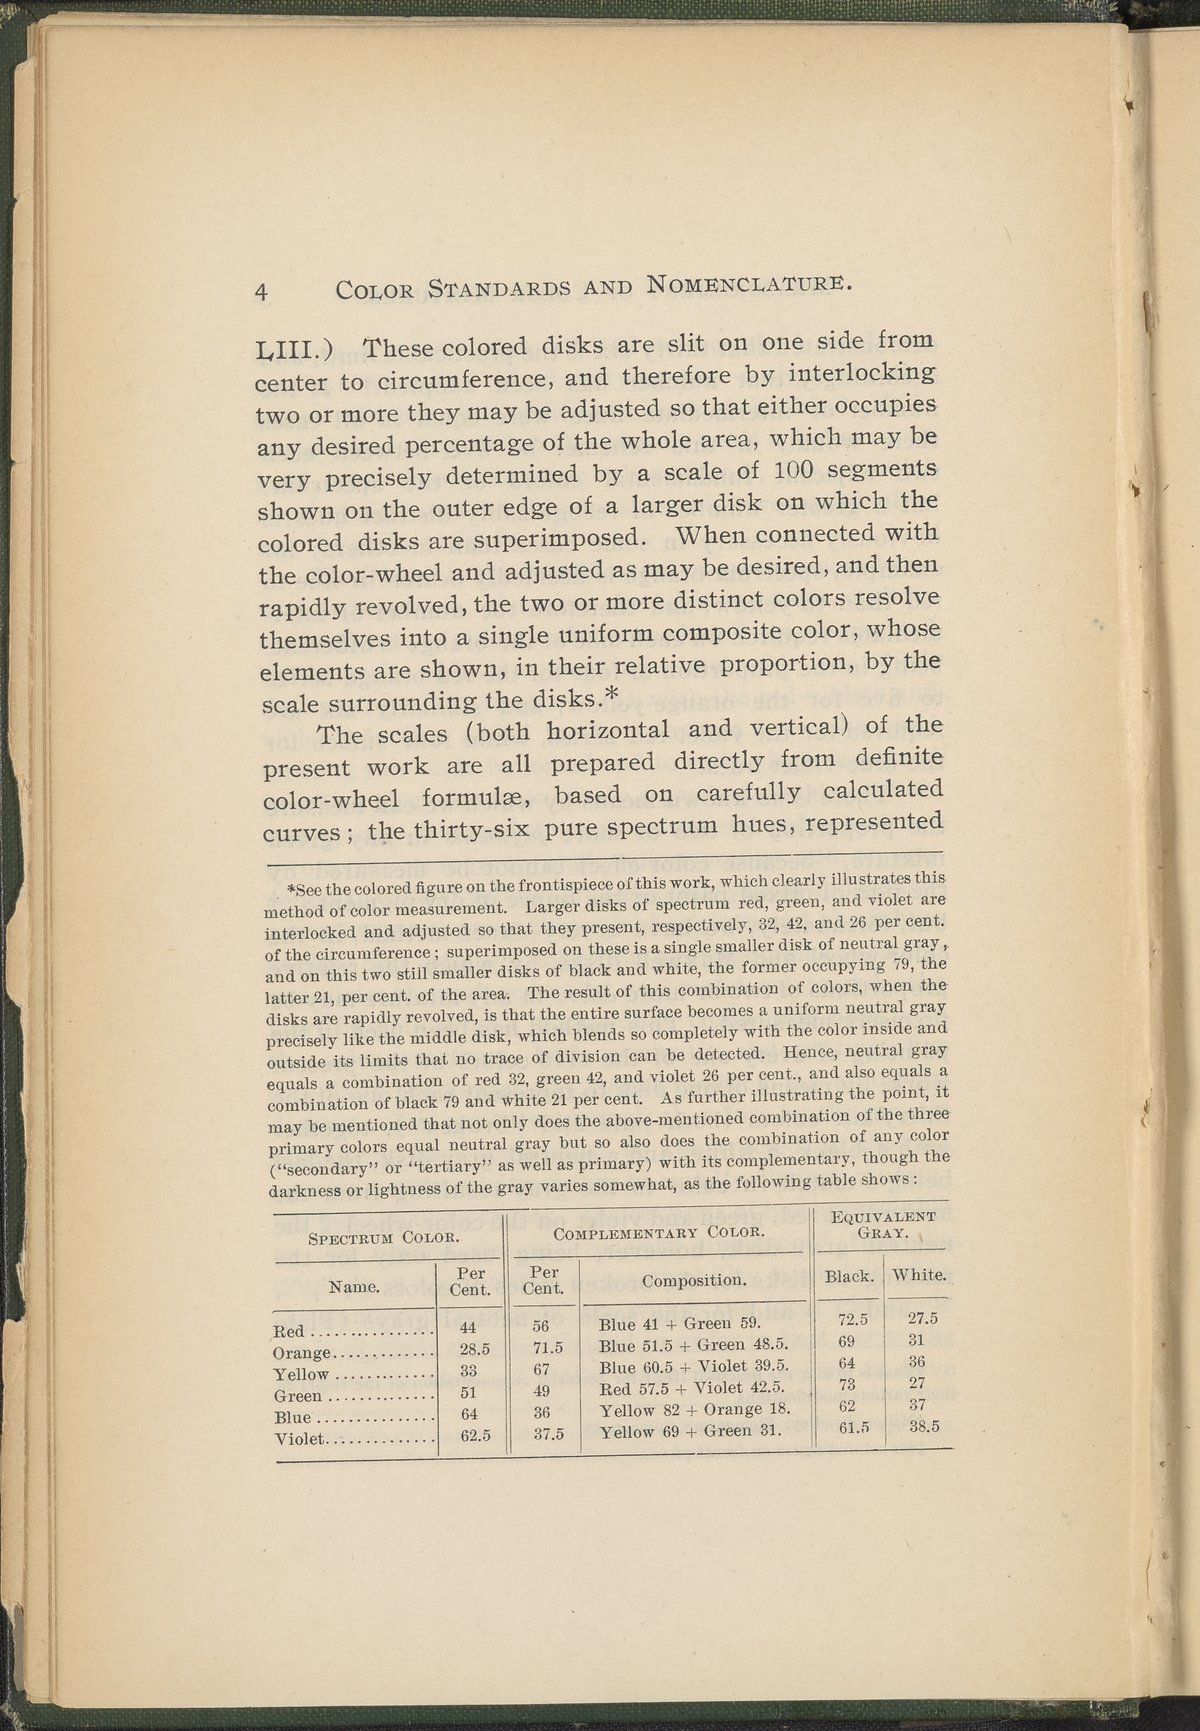 4 COLOR STANDARDS AND NOMENCLATURE.
LIII.) These colored disks are slit on one side from
center to circumference, and therefore by interlocking
two or more they may be adjusted so that either occupies
any desired percentage of the whole area, which may be
very precisely determined by a scale of 100 segments
shown on the outer edge of a larger disk on which the
colored disks are superimposed. When connected with
the color-wheel and adjusted as may be desired, and then
rapidly revolved, the two or more distinct colors resolve
themselves into a single uniform composite color, whose
elements are shown, in their relative proportion, by the
scale surrounding the disks.*
The scales (both horizontal and vertical) of the
present work are all prepared directly from definite
color-wheel formulæ, based on carefully calculated
curves; the thirty-six pure spectrum hues, represented
*See the colored figure on the frontispiece of this work, which clearly illustrates this
method of color measurement. Larger disks of spectrum red, green, and violet are
interlocked and adjusted so that they present, respectively, 32, 42, and 26 per cent.
of the circumference; superimposed on these is a single smaller disk of neutral gray,
and on this two still smaller disks of black and white, the former occupying 79, the
latter 21, per cent. of the area. The result of this combination of colors, when the
disks are rapidly revolved, is that the entire surface becomes a uniform neutral gray
precisely like the middle disk, which blends so completely with the color inside and
outside its limits that no trace of division can be detected. Hence, neutral gray
equals a combination of red 32, green 42, and violet 26 per cent., and also equals a
combination of black 79 and white 21 per cent. As further illustrating the point, it
may be mentioned that not only does the above-mentioned combination of the three
primary colors equal neutral gray but so also does the combination of any color
("secondary" or "tertiary" as well as primary) with its complementary, though the
darkness or lightness of the gray varies somewhat, as the following table shows:
SPECTRUM COLOR. COMPLEMENTARY COLOR. EQUIVALENT GRAY.
Name. Per Cent. Per Cent. Composition. Black. White.
Red ................ 44 56 Blue 41 + Green 59. 72.5 27.5
Orange............. 28.5 71.5 Blue 51.5 + Green 48.5. 69 31
Yellow ............. 33 67 Blue 60.5 + Violet 39.5. 64 36
Green .............. 51 49 Red 57.5 + Violet 42.5. 73 27
Blue ............... 64 36 Yellow 82 + Orange 18. 62 37
Violet.............. 62.5 37.5 Yellow 69 + Green 31. 61.5 38.5